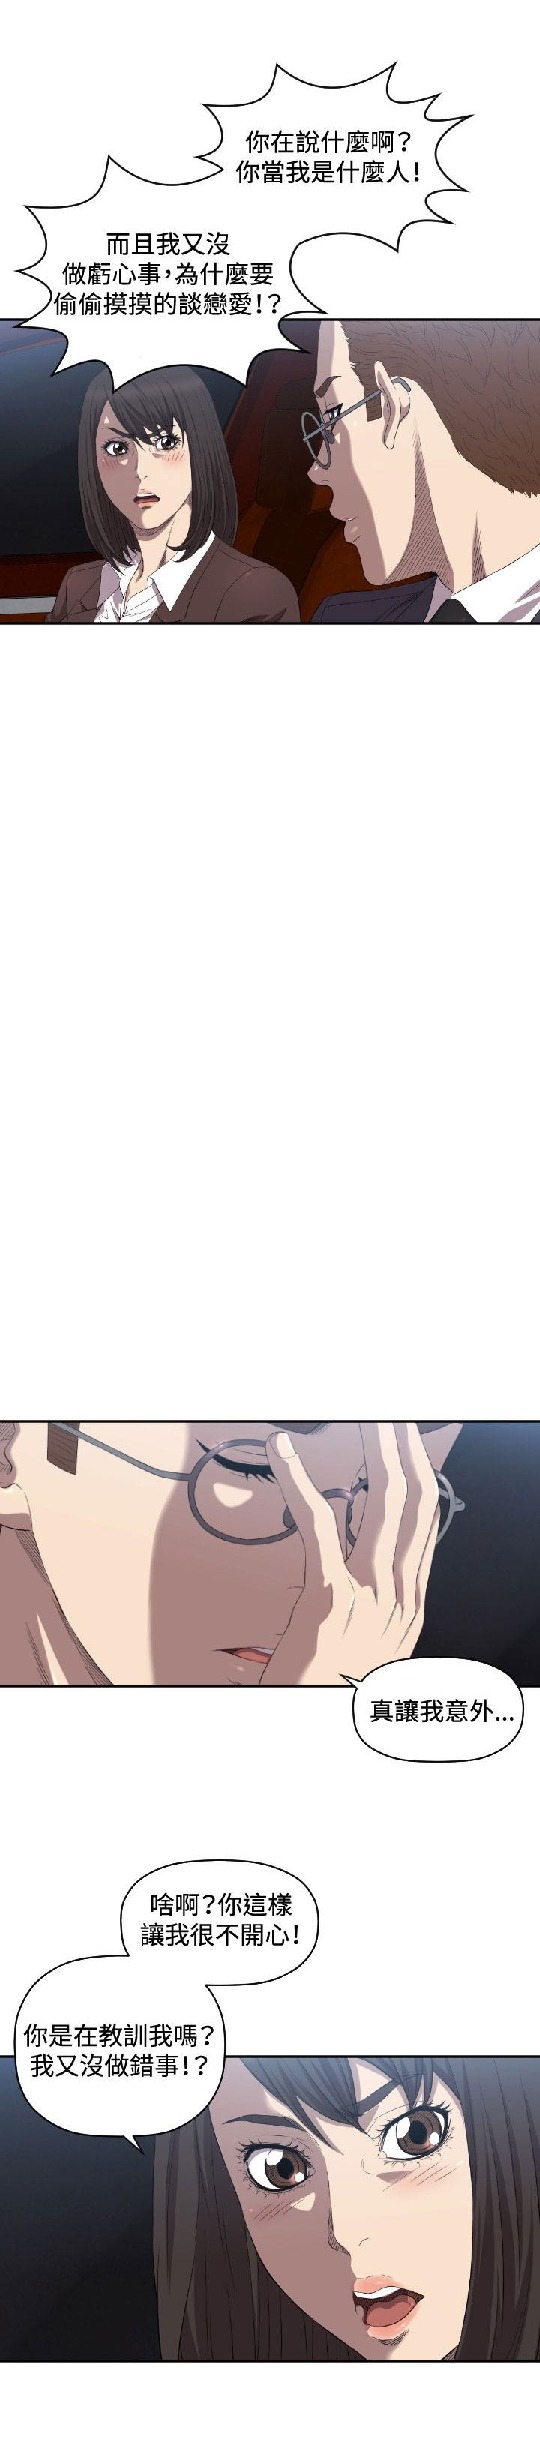 你在說什麼啊？
你當我是什麼人！
而且我又沒
做虧心事，為什麼要
偷偷摸摸的談戀愛！？
真讓我意外...
啥啊？你這樣
讓我很不開心！
你是在教訓我嗎？
我又沒做錯事！？